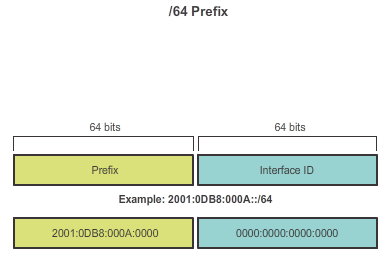 /64 Prefix
64 bits 64 bits
Prefix Interface ID
Example: 2001:0DB8:000A::/64
2001:0DB8:000A:0000 0000:0000:0000:0000